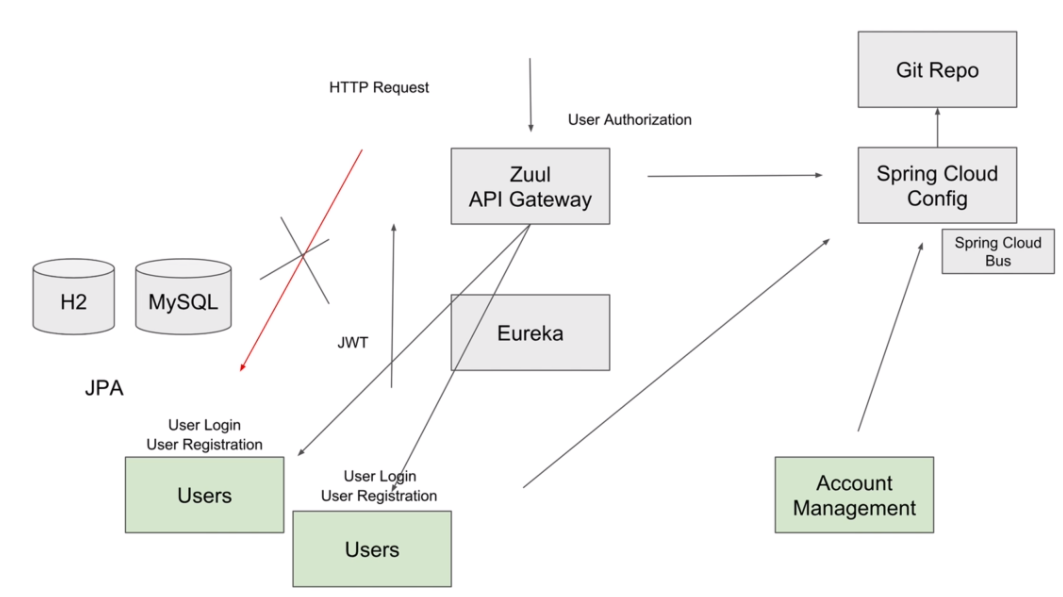 Git Repo
HTTP Request
User Authorization
Zuul
API Gateway
Spring Cloud
Config
Spring Cloud
Bus
H2
MySQL
Eureka
JWT
JPA
User Login
User Registration
Users
User Login
User Registration
Users
Account
Management